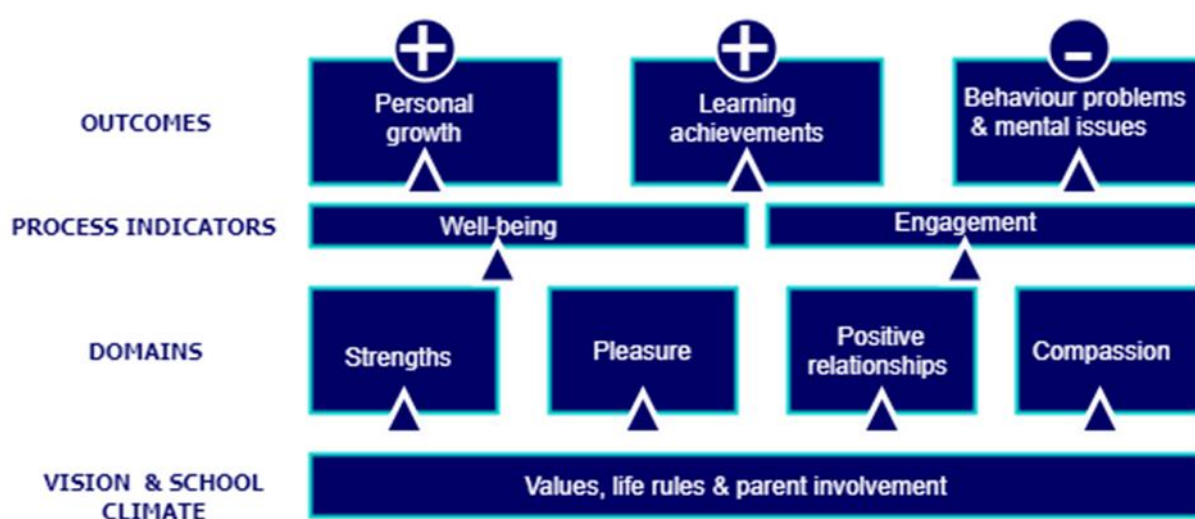 OUTCOMES
+
Personal
growth
+
Learning
achievements
-
Behaviour problems
& mental issues
PROCESS INDICATORS
Well-being
Engagement
DOMAINS
Strengths
Pleasure
Positive
relationships
Compassion
VISION & SCHOOL
CLIMATE
Values, life rules & parent involvement